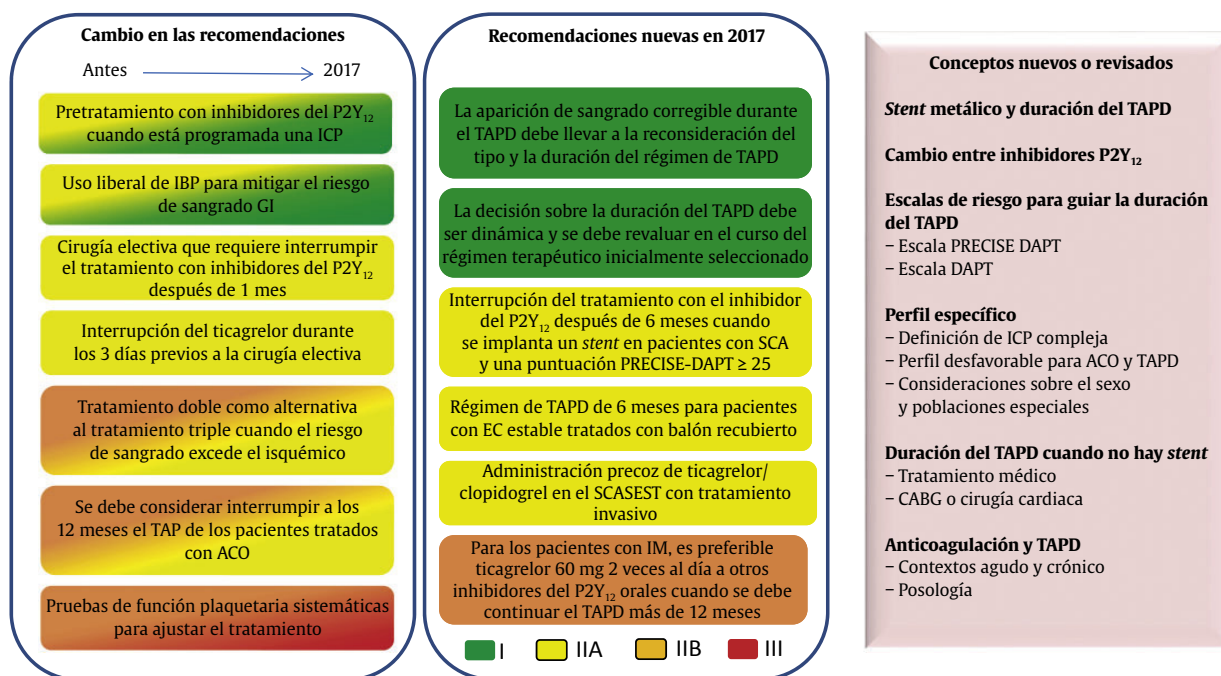 Cambio en las recomendaciones
Antes
2017
Pretratamiento con inhibidores del P2Y₁₂
cuando está programada una ICP
Uso liberal de IBP para mitigar el riesgo
de sangrado GI
Cirugía electiva que requiere interrumpir
el tratamiento con inhibidores del P2Y₁₂
después de 1 mes
Interrupción del ticagrelor durante
los 3 días previos a la cirugía electiva
Tratamiento doble como alternativa
al tratamiento triple cuando el riesgo
de sangrado excede el isquémico
Se debe considerar interrumpir a los
12 meses el TAP de los pacientes tratados
con ACO
Pruebas de función plaquetaria sistemáticas
para ajustar el tratamiento
Recomendaciones nuevas en 2017
La aparición de sangrado corregible durante
el TAPD debe llevar a la reconsideración del
tipo y la duración del régimen de TAPD
La decisión sobre la duración del TAPD debe
ser dinámica y se debe revaluar en el curso del
régimen terapéutico inicialmente seleccionado
Interrupción del tratamiento con el inhibidor
del P2Y₁₂ después de 6 meses cuando
se implanta un stent en pacientes con SCA
y una puntuación PRECISE-DAPT ≥ 25
Régimen de TAPD de 6 meses para pacientes
con EC estable tratados con balón recubierto
Administración precoz de ticagrelor/
clopidogrel en el SCASEST con tratamiento
invasivo
Para los pacientes con IM, es preferible
ticagrelor 60 mg 2 veces al día a otros
inhibidores del P2Y₁₂ orales cuando se debe
continuar el TAPD más de 12 meses
I
IIA
IIB
III
Conceptos nuevos o revisados
Stent metálico y duración del TAPD
Cambio entre inhibidores P2Y₁₂
Escalas de riesgo para guiar la duración
del TAPD
– Escala PRECISE DAPT
– Escala DAPT
Perfil específico
– Definición de ICP compleja
– Perfil desfavorable para ACO y TAPD
– Consideraciones sobre el sexo
y poblaciones especiales
Duración del TAPD cuando no hay stent
– Tratamiento médico
– CABG o cirugía cardiaca
Anticoagulación y TAPD
– Contextos agudo y crónico
– Posología